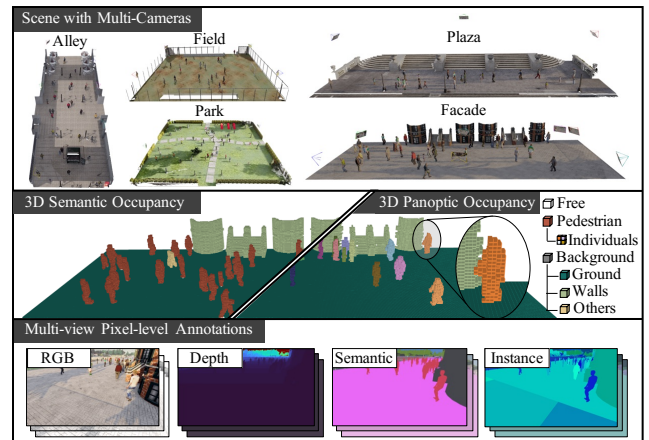 Scene with Multi-Cameras
Alley
Field
Plaza
Park
Facade
3D Semantic Occupancy
3D Panoptic Occupancy
Free
Pedestrian
Individuals
Background
Ground
Walls
Others
Multi-view Pixel-level Annotations
RGB
Depth
Semantic
Instance